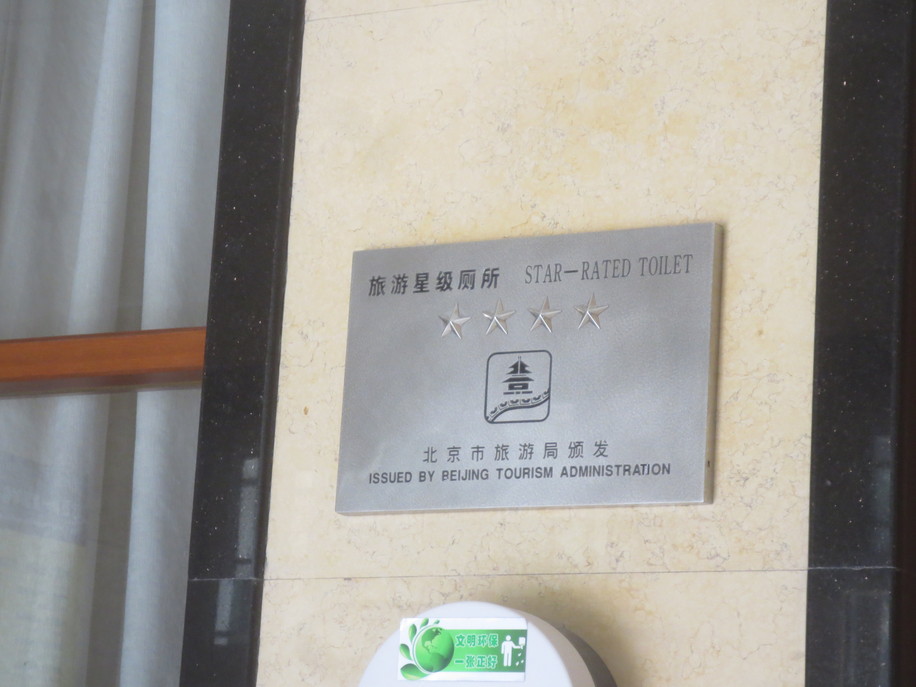 旅游星级厕所 STAR-RATED TOILET
北京市旅游局颁发
ISSUED BY BEIJING TOURISM ADMINISTRATION
文明环保
一张正好